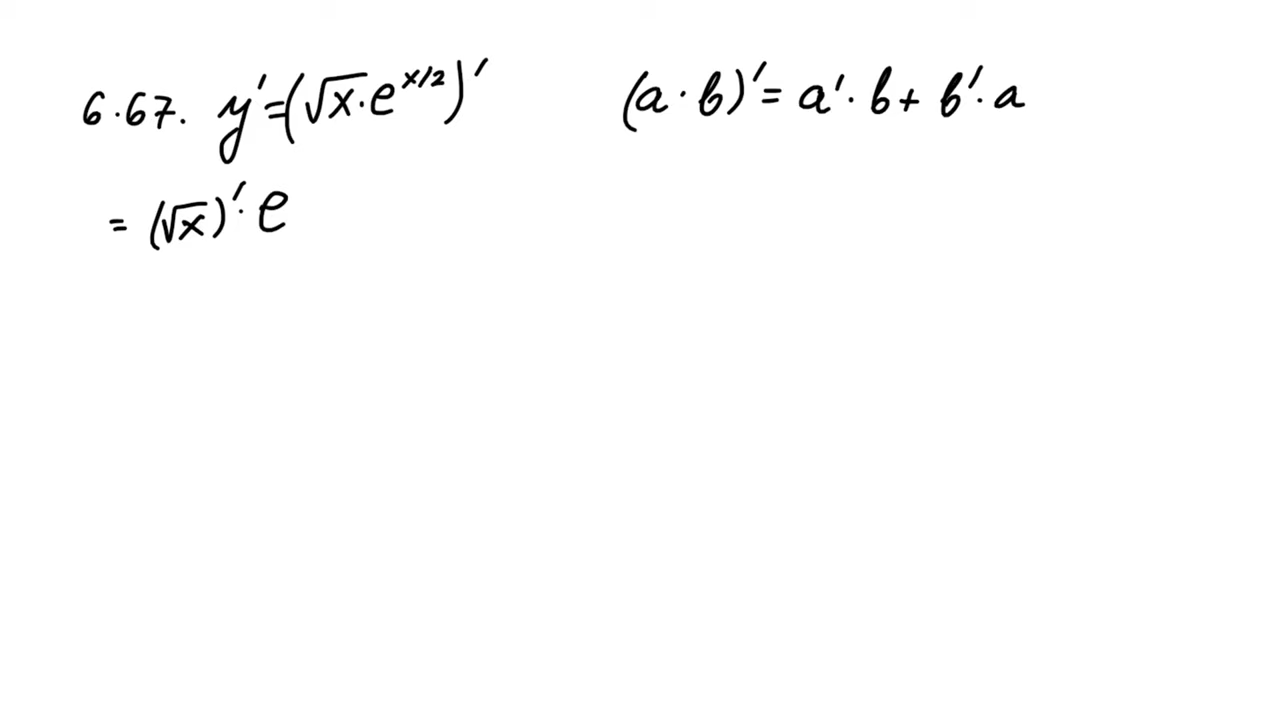 6.67. y' = (√x · e^{x/2})' (a · b)' = a' · b + b' · a
= (√x)' · e